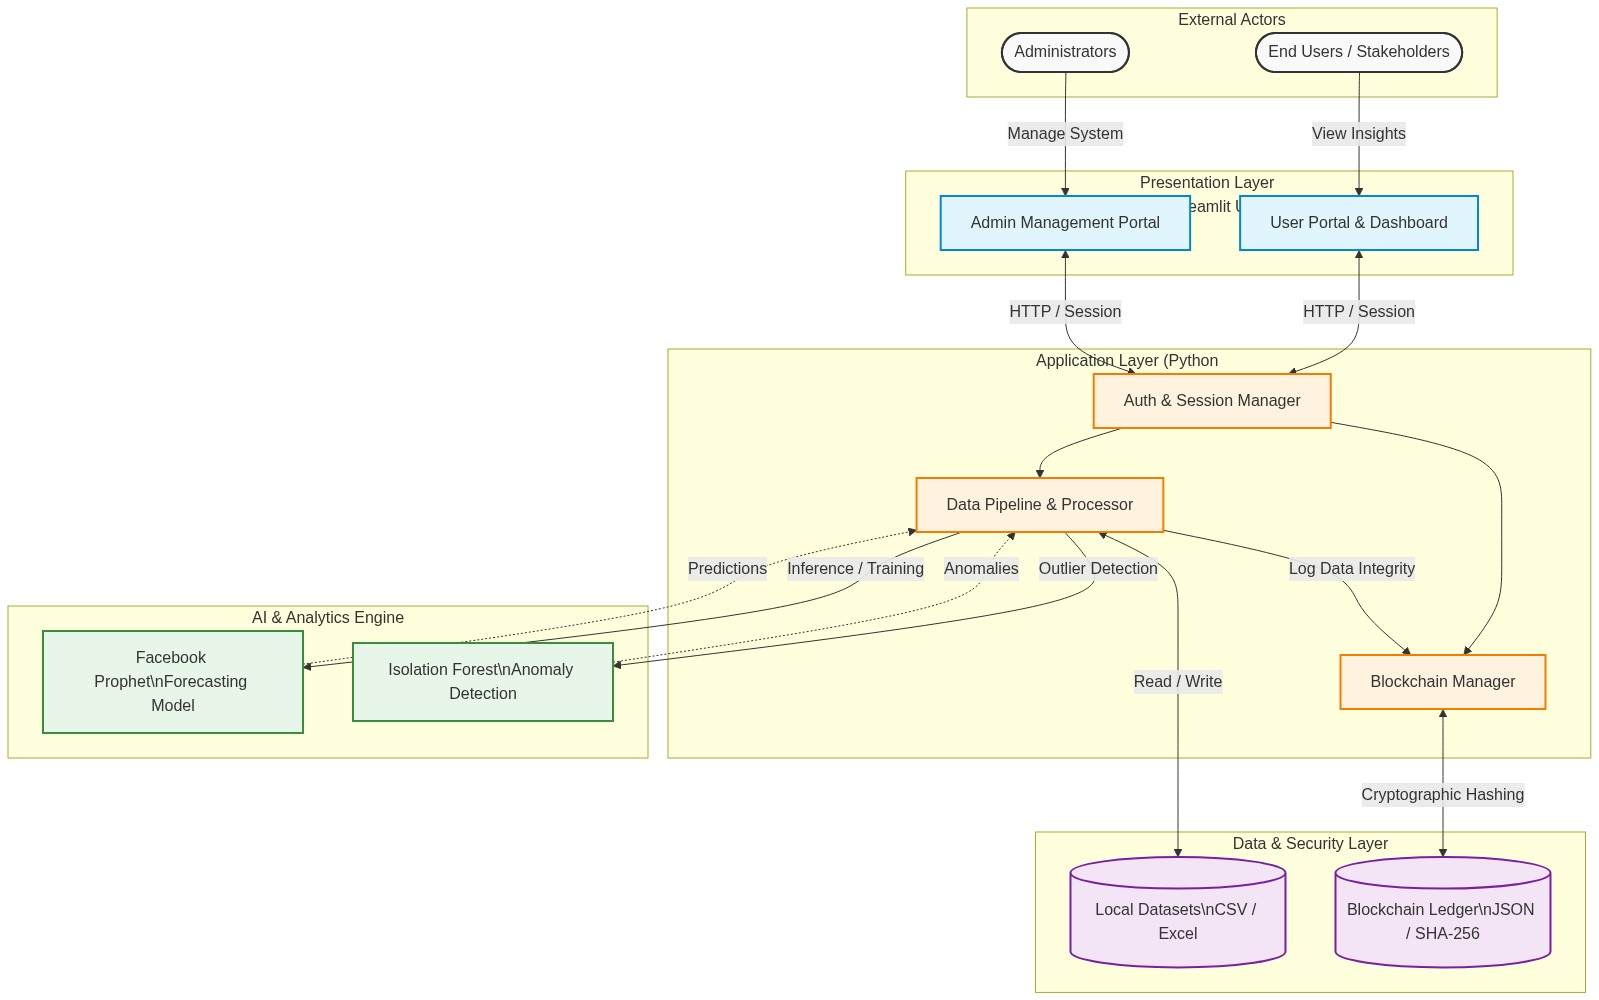 External Actors
Administrators
End Users / Stakeholders
Manage System
View Insights
Presentation Layer
eamlit U
Admin Management Portal
User Portal & Dashboard
HTTP / Session
HTTP / Session
Application Layer (Python
Auth & Session Manager
Data Pipeline & Processor
Predictions
Inference / Training
Anomalies
Outlier Detection
Log Data Integrity
AI & Analytics Engine
Facebook
Prophet\nForecasting
Model
Isolation Forest\nAnomaly
Detection
Read / Write
Blockchain Manager
Cryptographic Hashing
Data & Security Layer
Local Datasets\nCSV /
Excel
Blockchain Ledger\nJSON
/ SHA-256